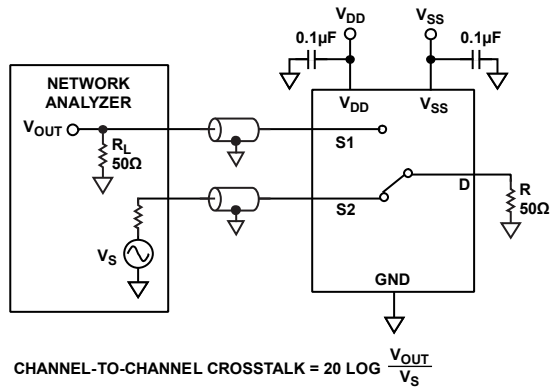 VDD
VSS
0.1µF
0.1µF
NETWORK
ANALYZER
VDD
VSS
VOUT
RL
50Ω
S1
S2
D
R
50Ω
VS
GND
CHANNEL-TO-CHANNEL CROSSTALK = 20 LOG VOUT
VS